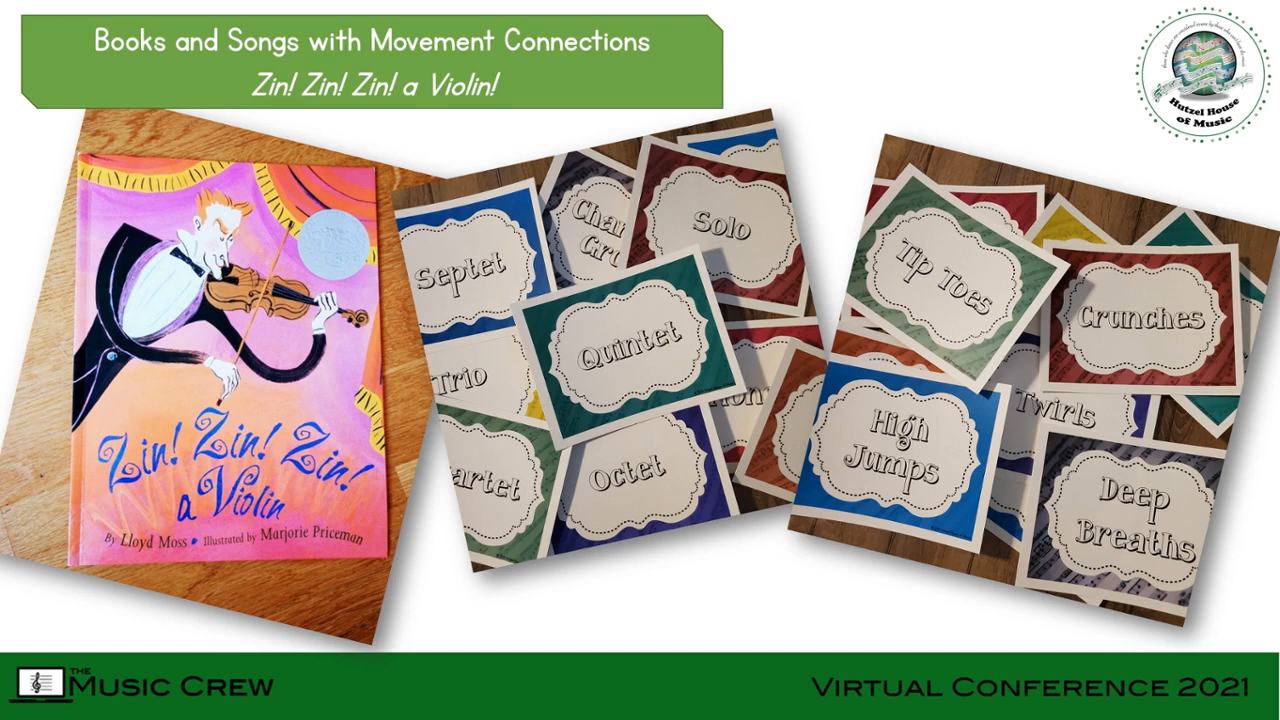 Books and Songs with Movement Connections
Zin! Zin! Zin! a Violin!
Hutzel House
of Music
Zin! Zin! Zin!
a Violin
By Lloyd Moss • Illustrated by Marjorie Priceman
Septet
Solo
Quintet
Trio
Octet
Tip Toes
Crunches
High
Jumps
Twirls
Deep
Breaths
THE
MUSIC CREW
VIRTUAL CONFERENCE 2021